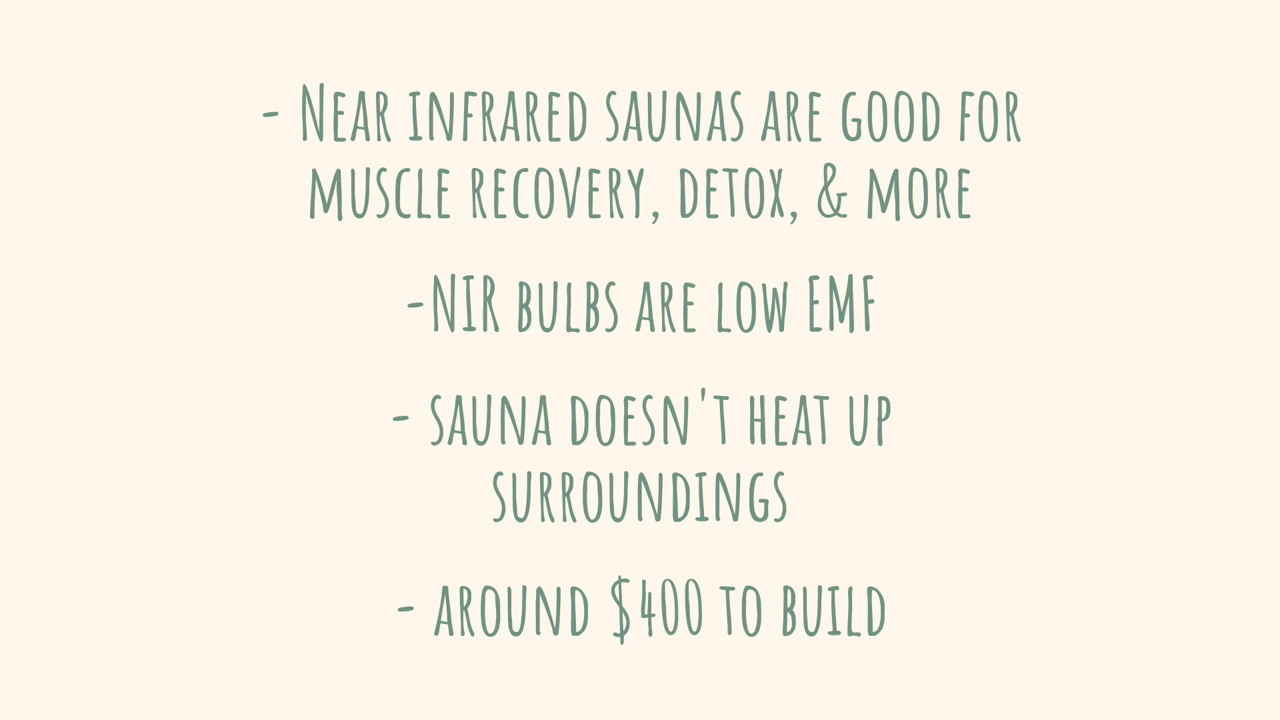 - Near infrared saunas are good for
muscle recovery, detox, & more
-NIR bulbs are low EMF
- sauna doesn't heat up
surroundings
- around $400 to build